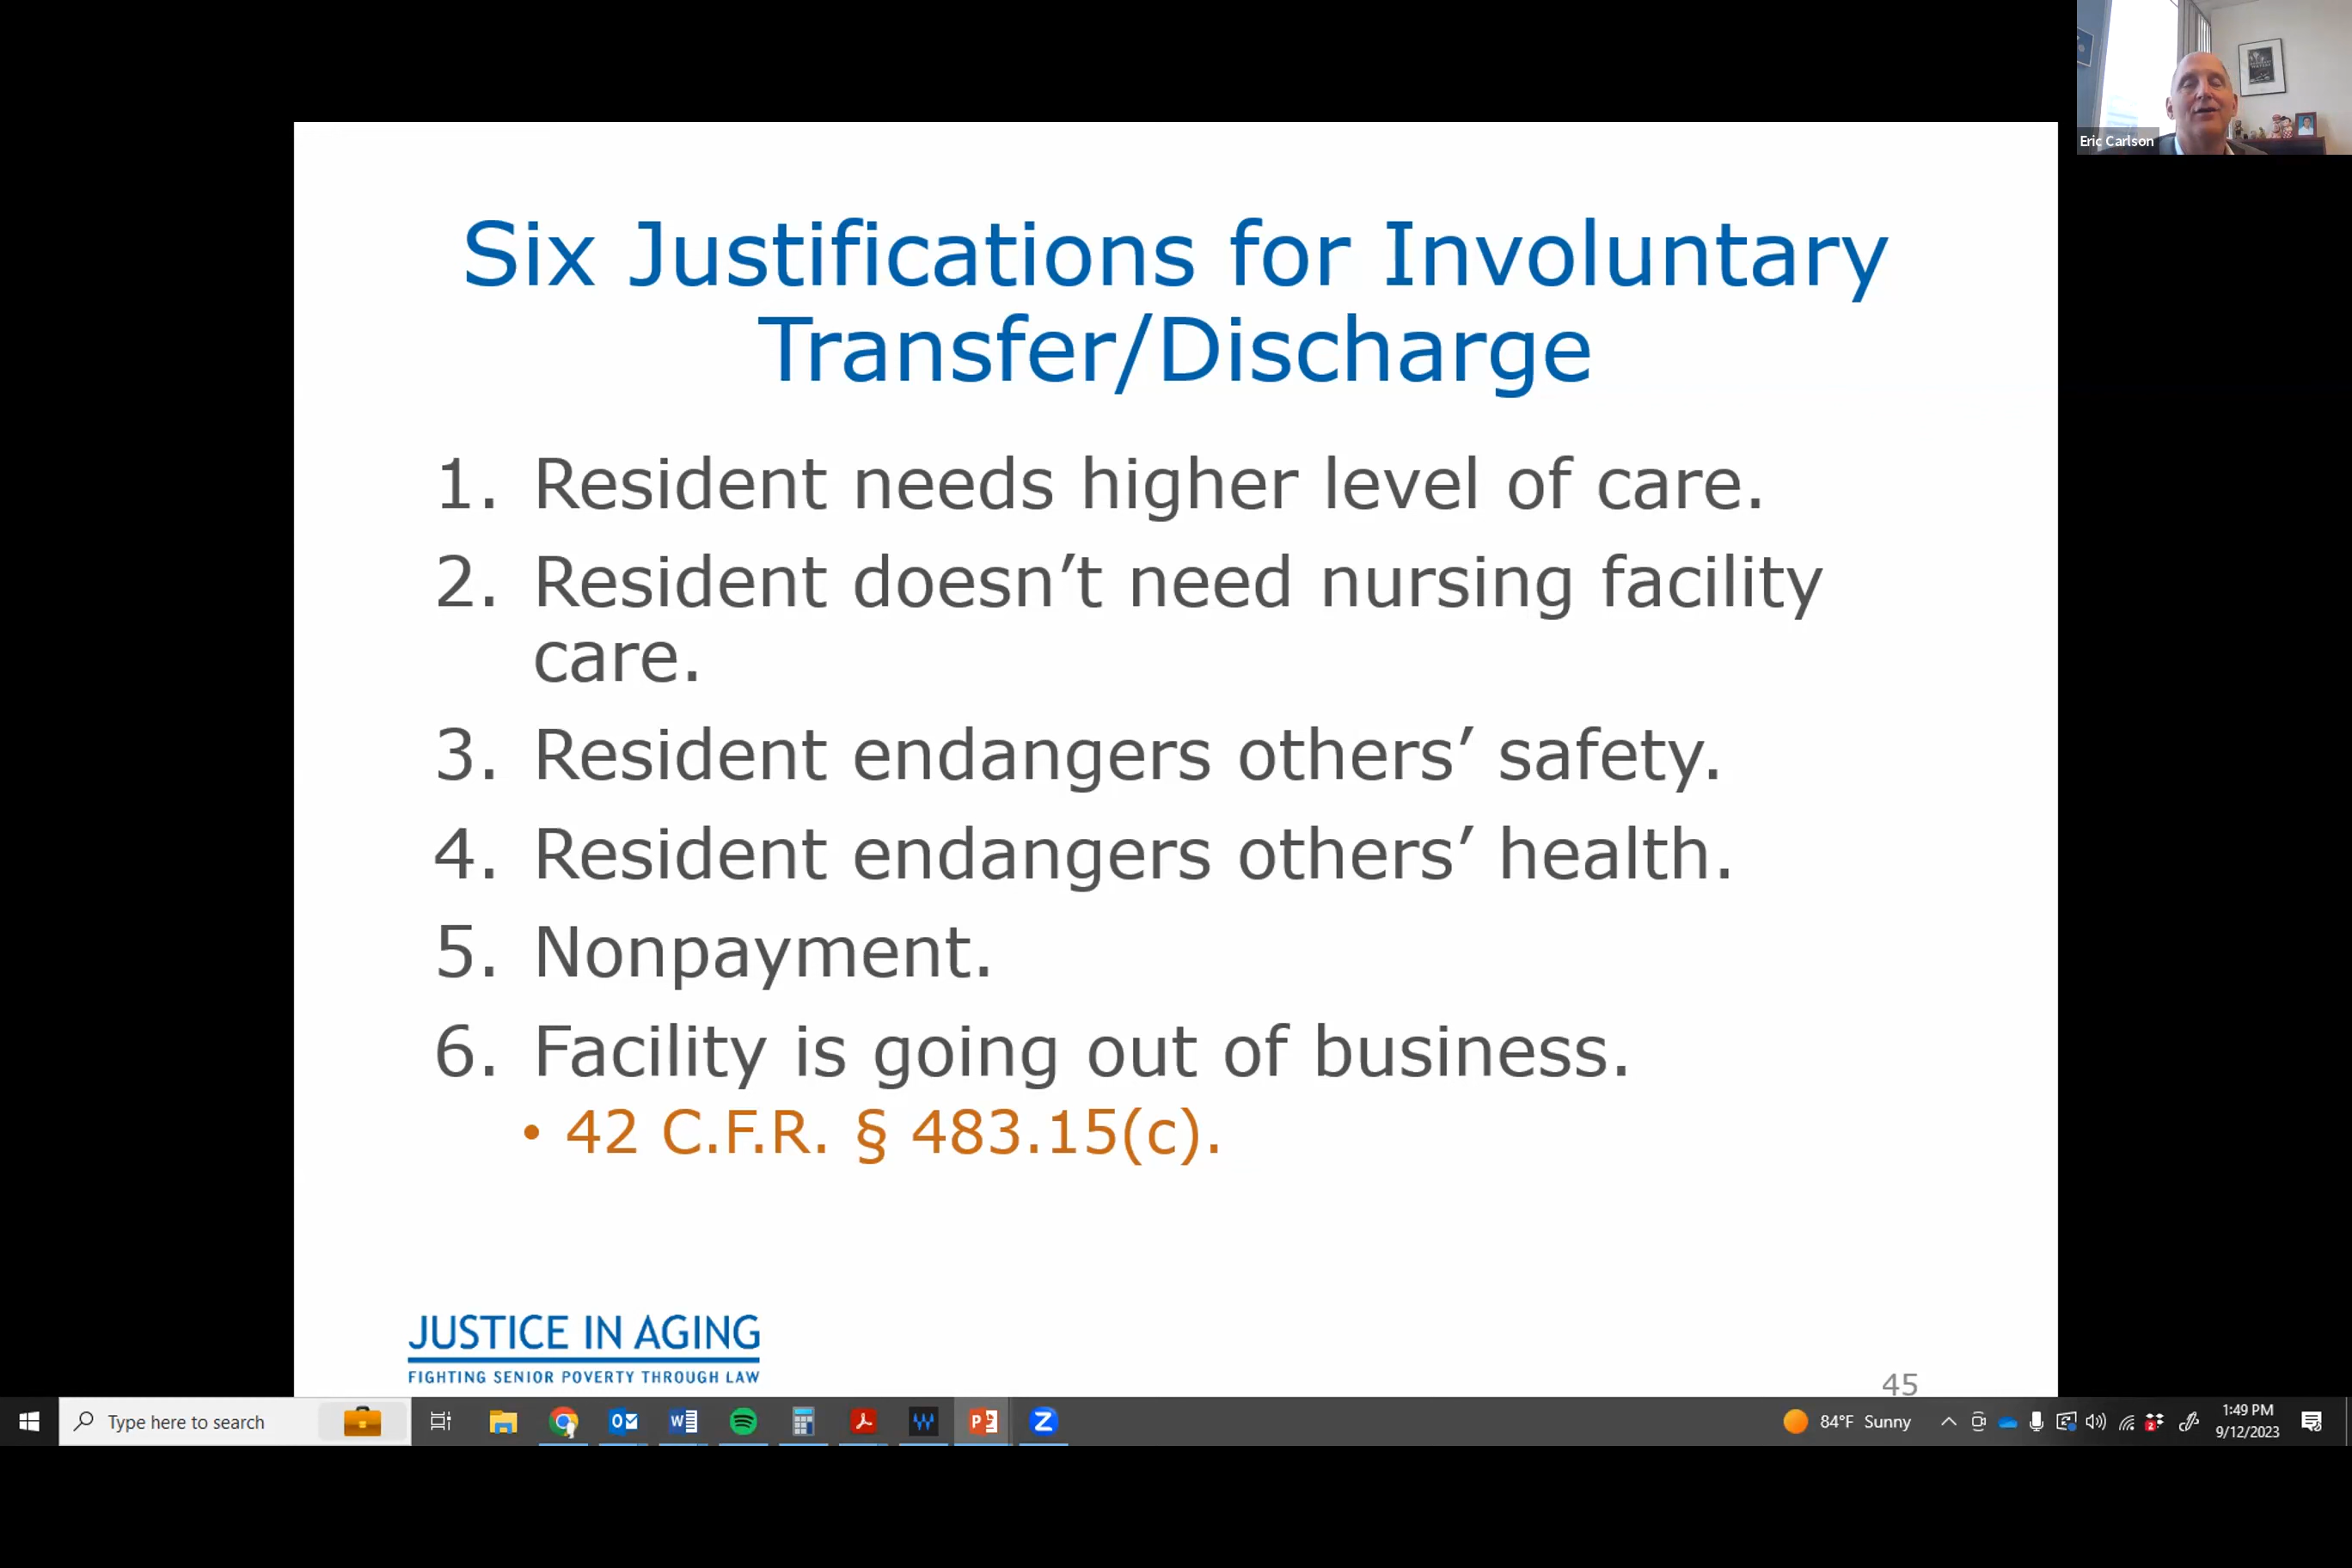 Eric Carlson
Six Justifications for Involuntary
Transfer/Discharge
1. Resident needs higher level of care.
2. Resident doesn’t need nursing facility
care.
3. Resident endangers others’ safety.
4. Resident endangers others’ health.
5. Nonpayment.
6. Facility is going out of business.
• 42 C.F.R. § 483.15(c).
JUSTICE IN AGING
FIGHTING SENIOR POVERTY THROUGH LAW
45
Type here to search
84°F Sunny
1:49 PM
9/12/2023